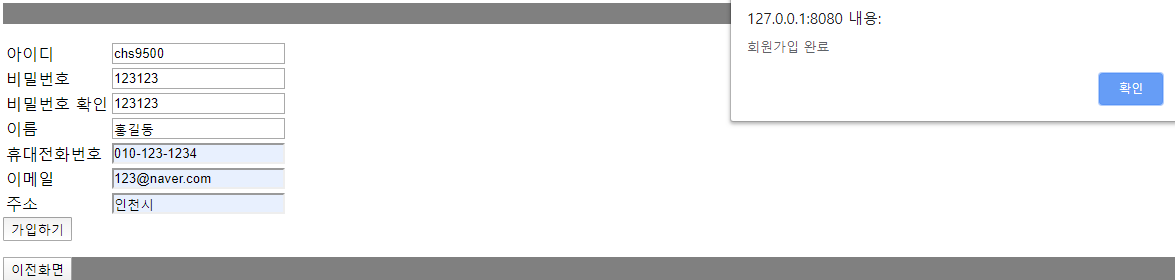 127.0.0.1:8080 내용:
회원가입 완료
확인
아이디 chs9500
비밀번호 123123
비밀번호 확인 123123
이름 홍길동
휴대전화번호 010-123-1234
이메일 123@naver.com
주소 인천시
가입하기
이전화면